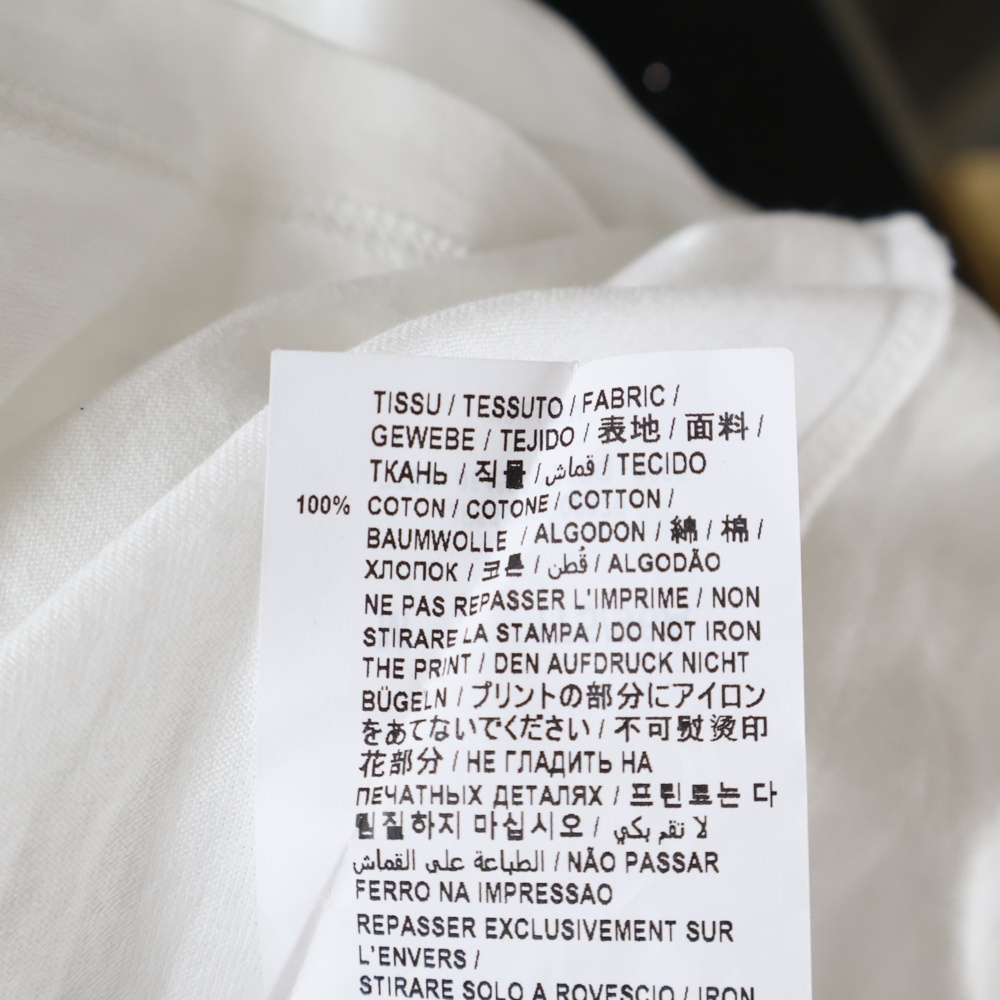 TISSU / TESSUTO / FABRIC /
GEWEBE / TEJIDO / 表地 / 面料 /
ТКАНЬ / 직물 / قماش / TECIDO
100% COTON / COTONE / COTTON /
BAUMWOLLE / ALGODON / 綿 / 棉 /
ХЛОПОК / 코튼 / قُطن / ALGODÃO
NE PAS REPASSER L'IMPRIME / NON
STIRARE LA STAMPA / DO NOT IRON
THE PRINT / DEN AUFDRUCK NICHT
BÜGELN / プリントの部分にアイロン
をあてないでください / 不可熨烫印
花部分 / НЕ ГЛАДИТЬ НА
ПЕЧАТНЫХ ДЕТАЛЯХ / 프린트는 다
림질하지 마십시오 / لا تقم بكي
الطباعة على القماش / NÃO PASSAR
FERRO NA IMPRESSAO
REPASSER EXCLUSIVEMENT SUR
L'ENVERS /
STIRARE SOLO A ROVESCIO / IRON